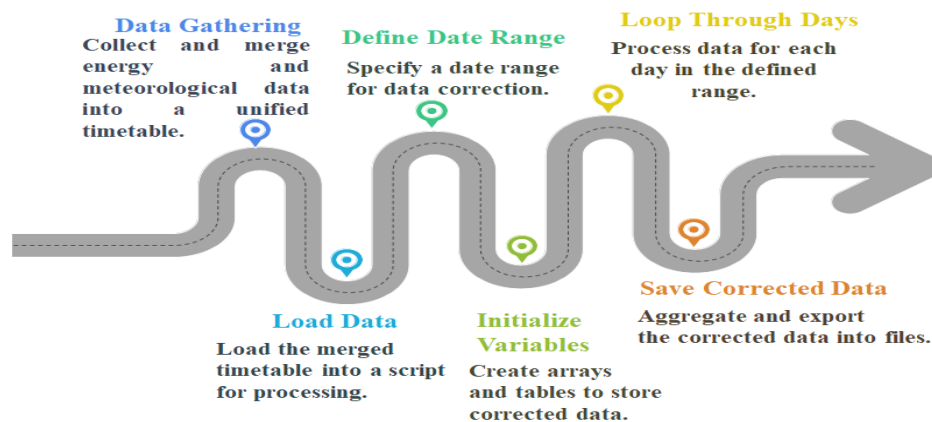 Data Gathering
Collect and merge
energy and
meteorological data
into a unified
timetable.
Load Data
Load the merged
timetable into a script
for processing.
Define Date Range
Specify a date range
for data correction.
Initialize
Variables
Create arrays
and tables to store
corrected data.
Loop Through Days
Process data for each
day in the defined
range.
Save Corrected Data
Aggregate and export
the corrected data into files.